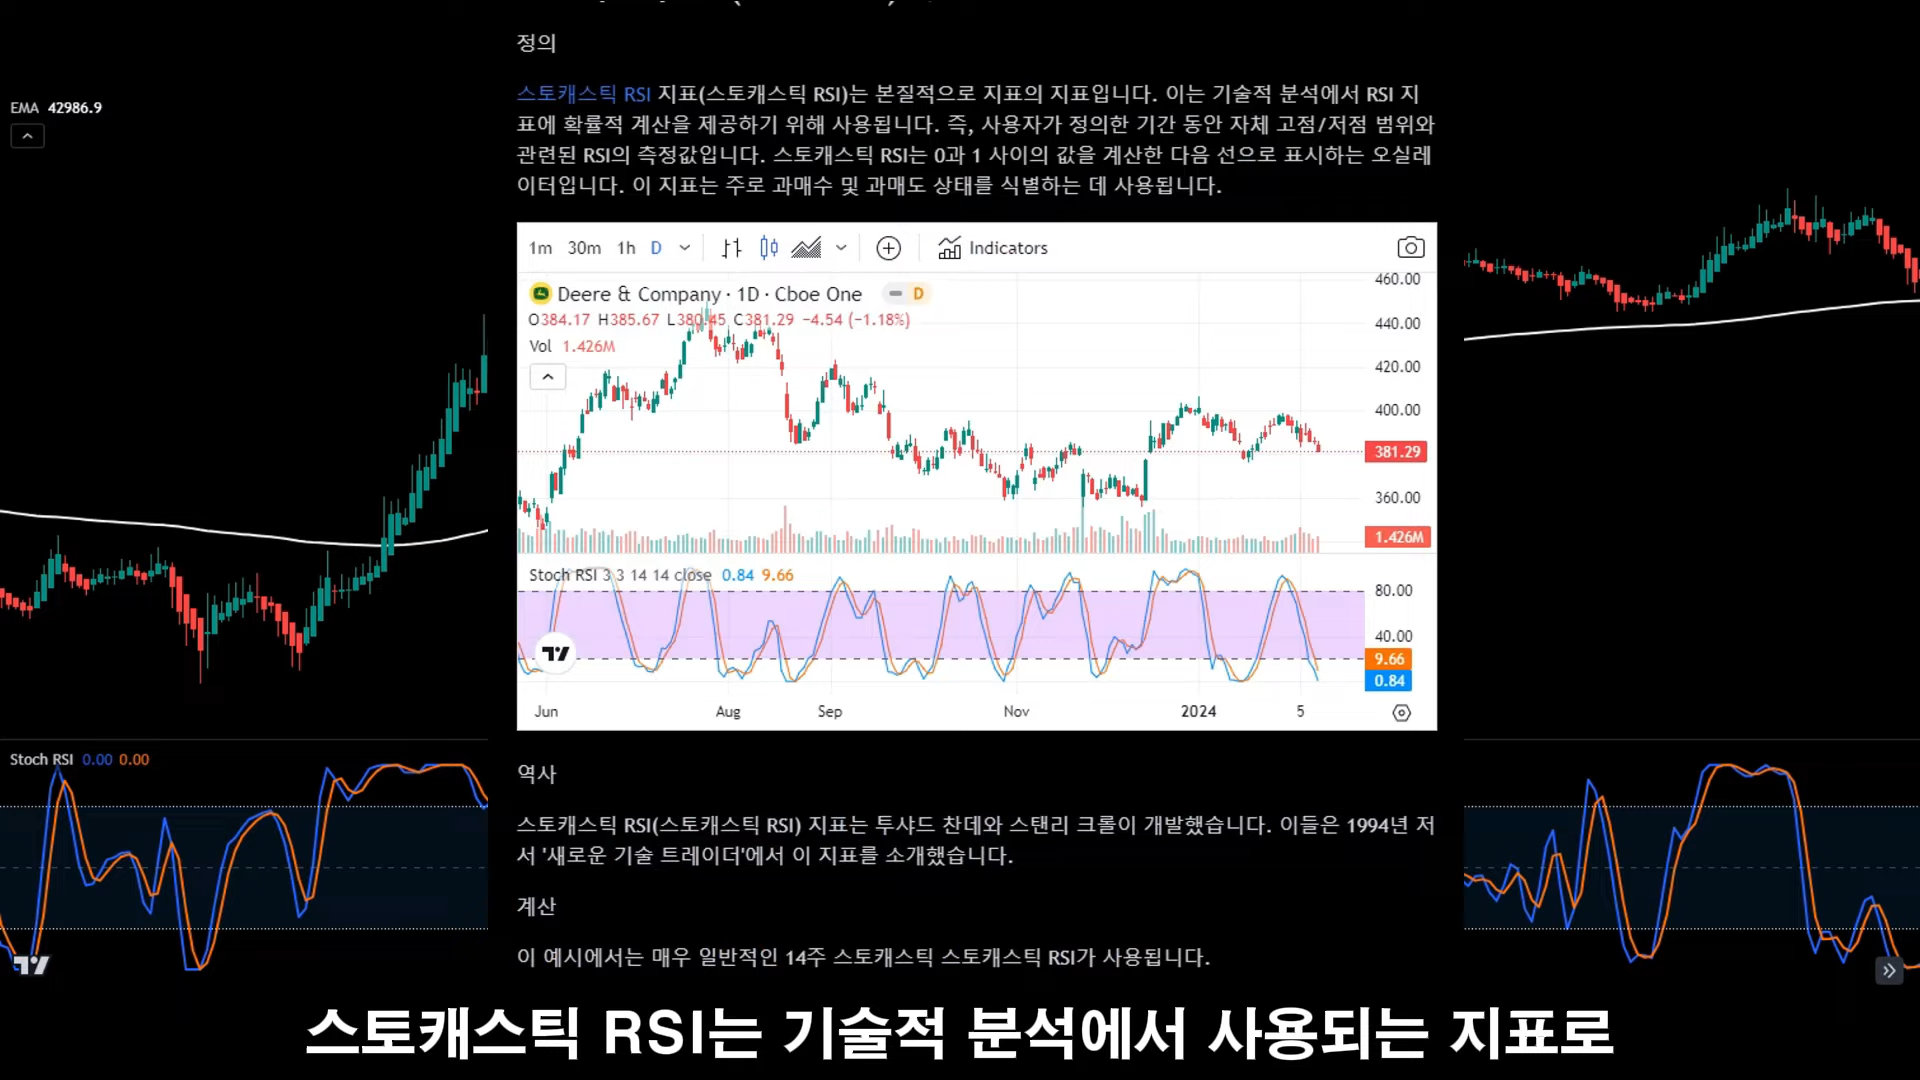 정의
스토캐스틱 RSI 지표(스토캐스틱 RSI)는 본질적으로 지표의 지표입니다. 이는 기술적 분석에서 RSI 지
표에 확률적 계산을 제공하기 위해 사용됩니다. 즉, 사용자가 정의한 기간 동안 자체 고점/저점 범위와
관련된 RSI의 측정값입니다. 스토캐스틱 RSI는 0과 1 사이의 값을 계산한 다음 선으로 표시하는 오실레
이터입니다. 이 지표는 주로 과매수 및 과매도 상태를 식별하는 데 사용됩니다.
EMA 42986.9
1m 30m 1h D Indicators
Deere & Company · 1D · Cboe One D
O384.17 H385.67 L380.45 C381.29 −4.54 (−1.18%)
Vol 1.426M
460.00
440.00
420.00
400.00
381.29
360.00
1.426M
Stoch RSI 3 3 14 14 close 0.84 9.66
80.00
40.00
9.66
0.84
Jun Aug Sep Nov 2024 5
Stoch RSI 0.00 0.00
역사
스토캐스틱 RSI(스토캐스틱 RSI) 지표는 투샤드 찬데와 스탠리 크롤이 개발했습니다. 이들은 1994년 저
서 '새로운 기술 트레이더'에서 이 지표를 소개했습니다.
계산
이 예시에서는 매우 일반적인 14주 스토캐스틱 스토캐스틱 RSI가 사용됩니다.
스토캐스틱 RSI는 기술적 분석에서 사용되는 지표로